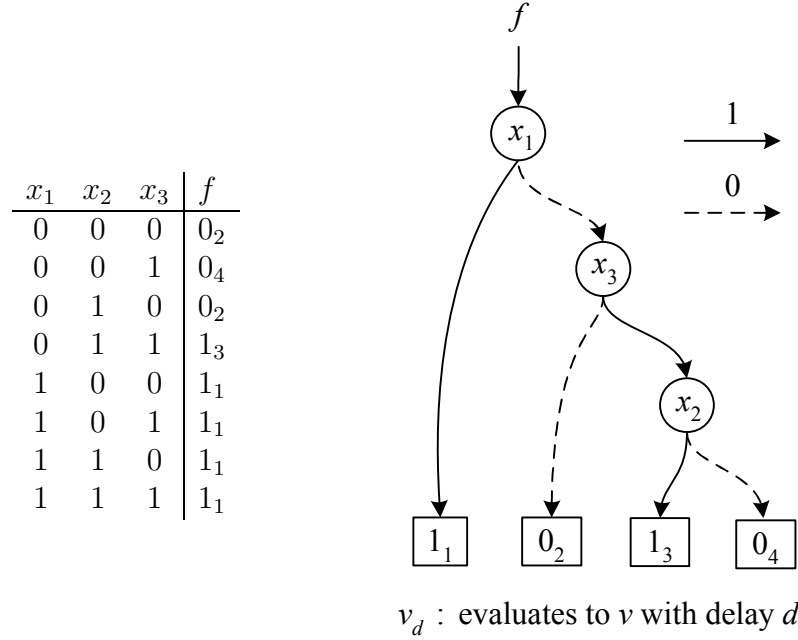 x₁ x₂ x₃ f
0 0 0 0₂
0 0 1 0₄
0 1 0 0₂
0 1 1 1₃
1 0 0 1₁
1 0 1 1₁
1 1 0 1₁
1 1 1 1₁
f
x₁
1
0
x₃
x₂
1₁ 0₂ 1₃ 0₄
v_d : evaluates to v with delay d